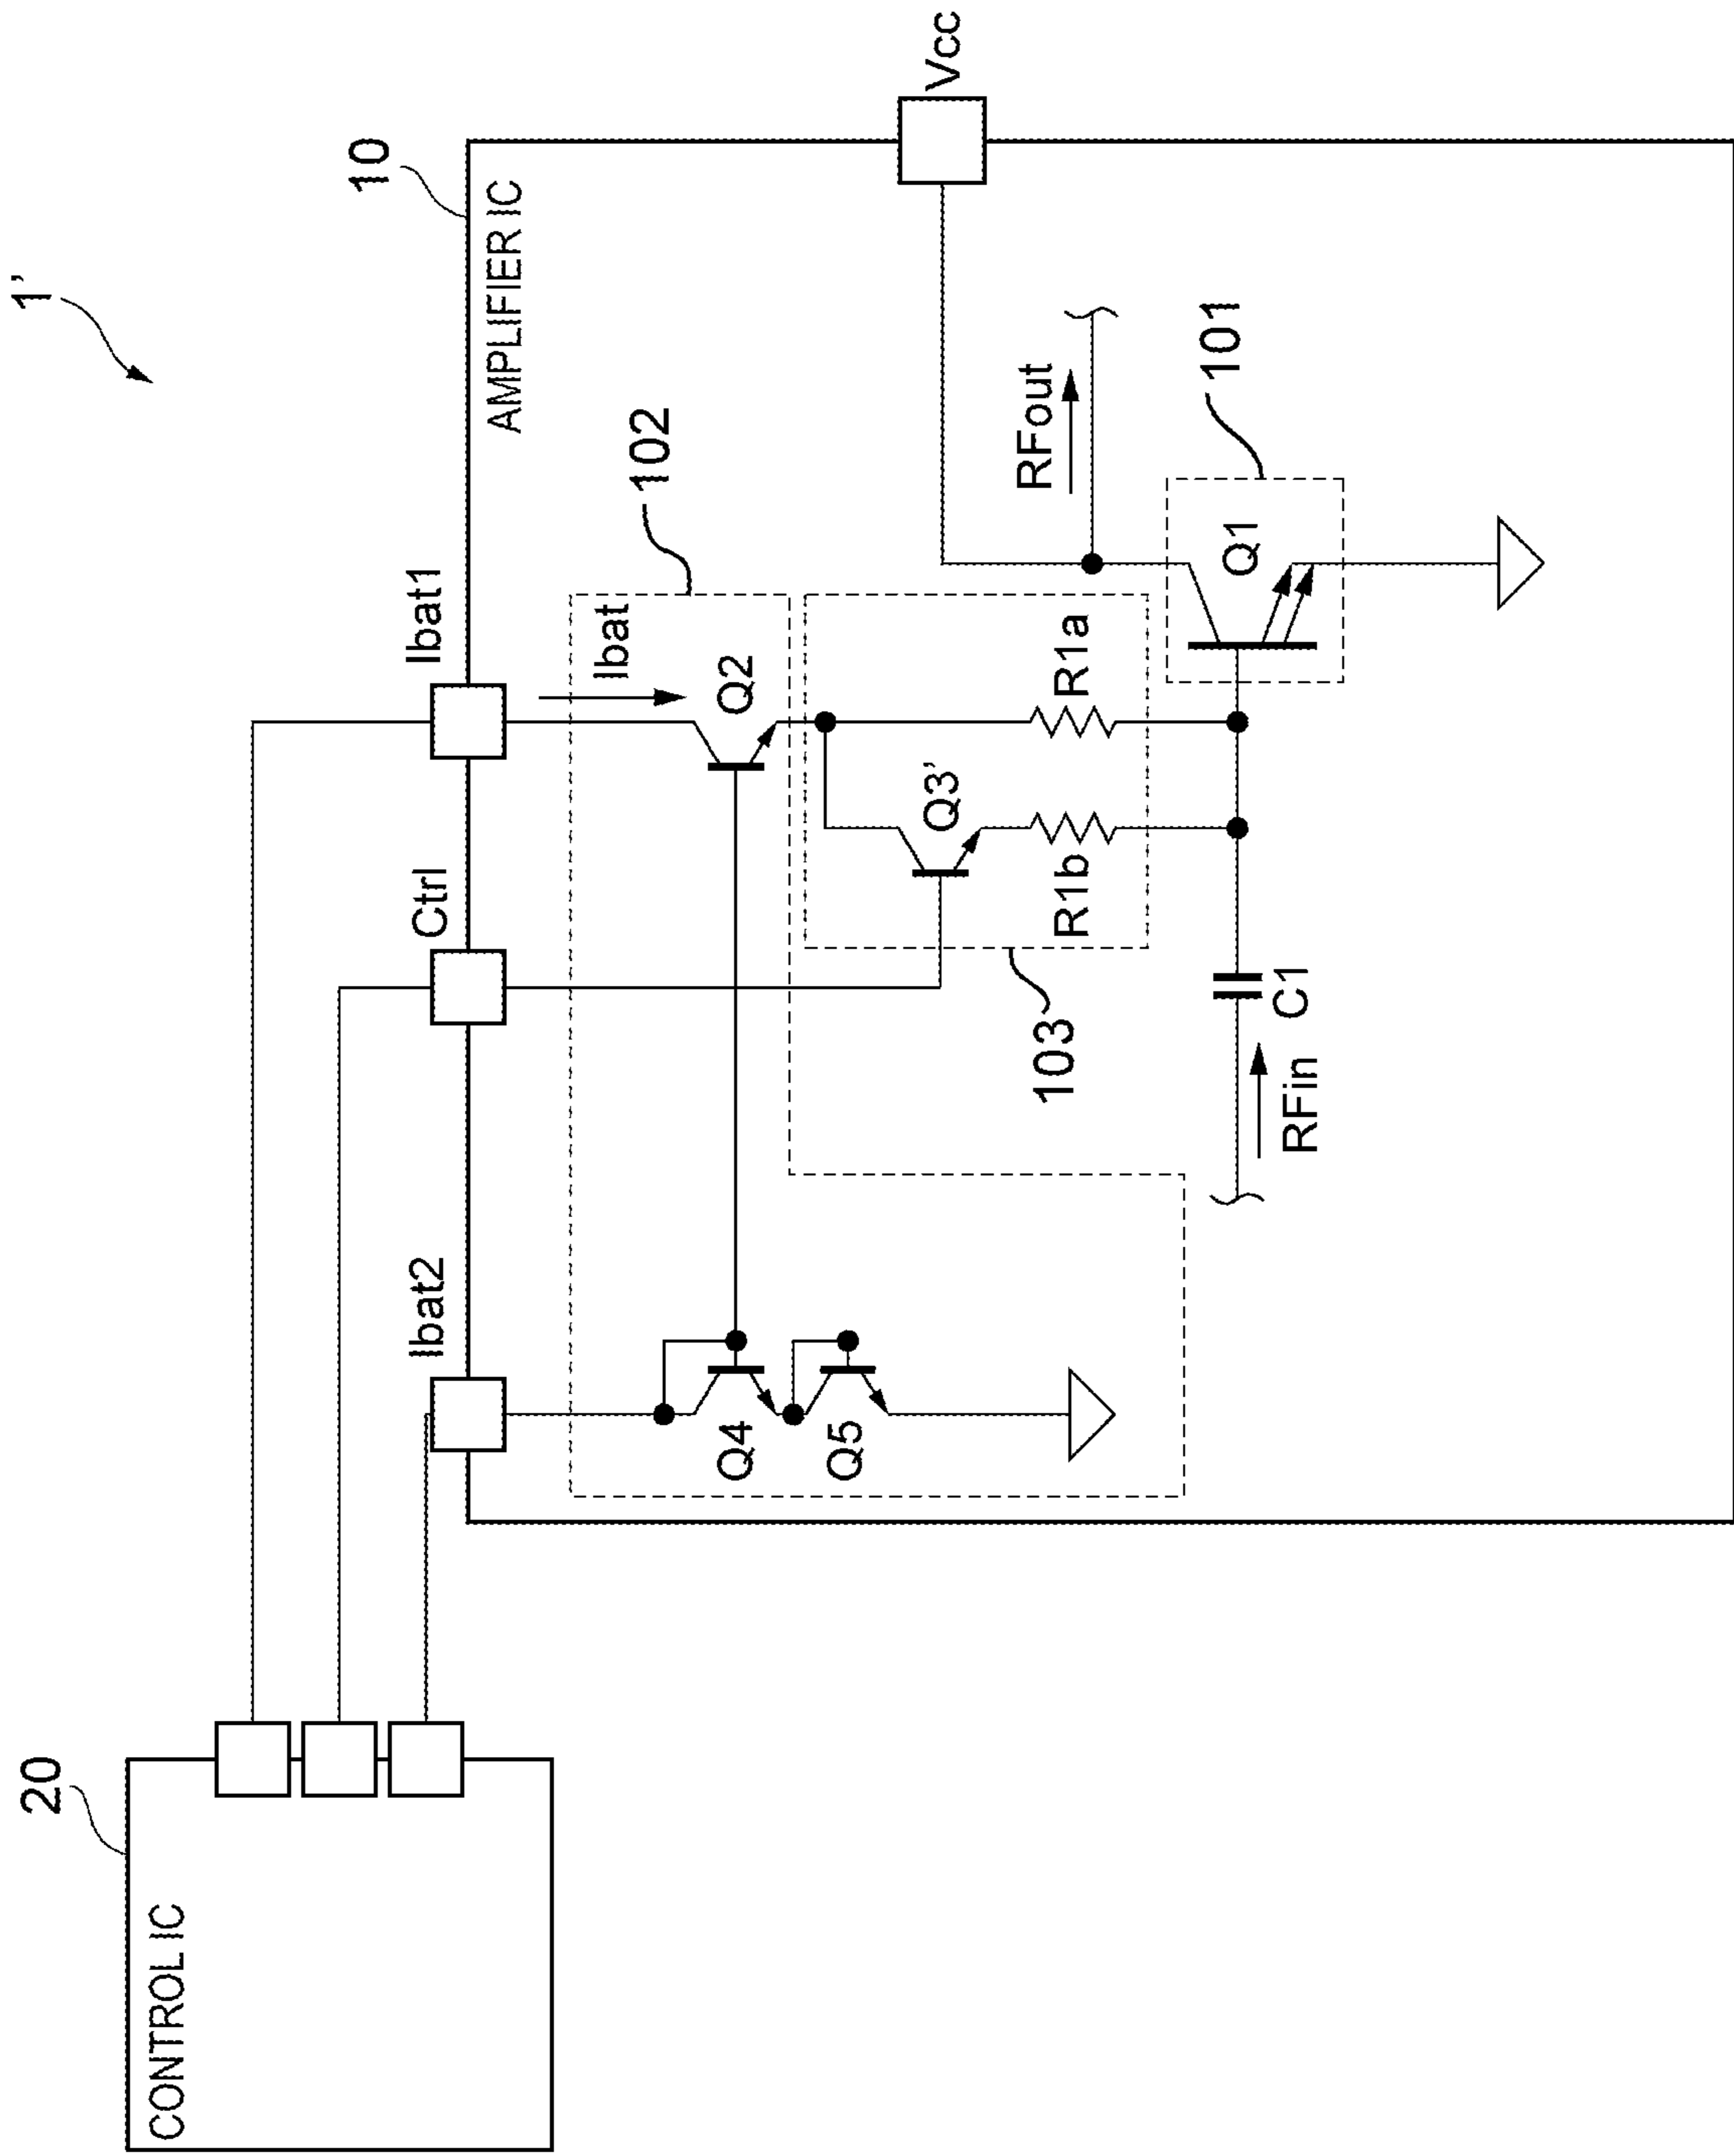 1'
20
CONTROL IC
10
AMPLIFIER IC
Ibat2
Ctrl
Ibat1
Vcc
102
Ibat
Q4
Q2
Q5
Q3'
R1b
R1a
103
RFout
101
Q1
RFin
C1